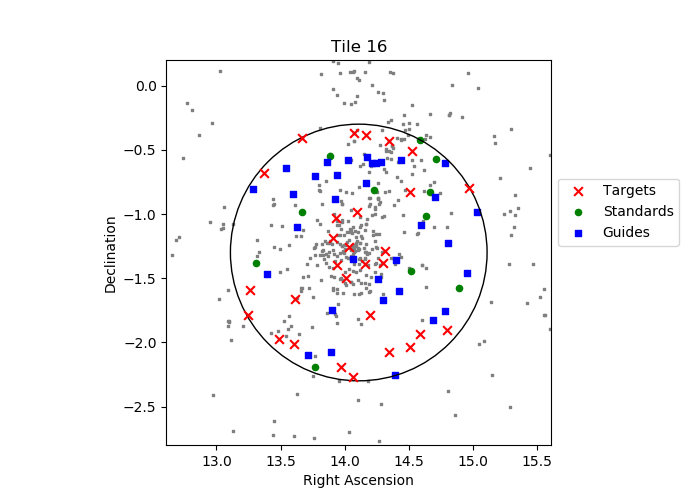 Tile 16
0.0
−0.5
−1.0
−1.5
−2.0
−2.5
Declination
13.0 13.5 14.0 14.5 15.0 15.5
Right Ascension
Targets
Standards
Guides